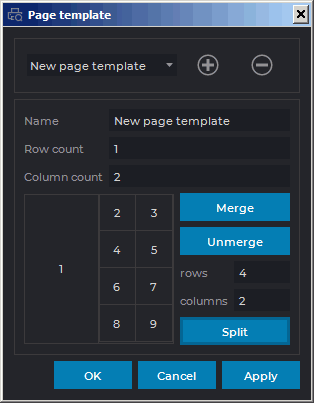 Page template
New page template
Name New page template
Row count 1
Column count 2
1 2 3 Merge
4 5 Unmerge
6 7 rows 4
columns 2
8 9 Split
OK Cancel Apply